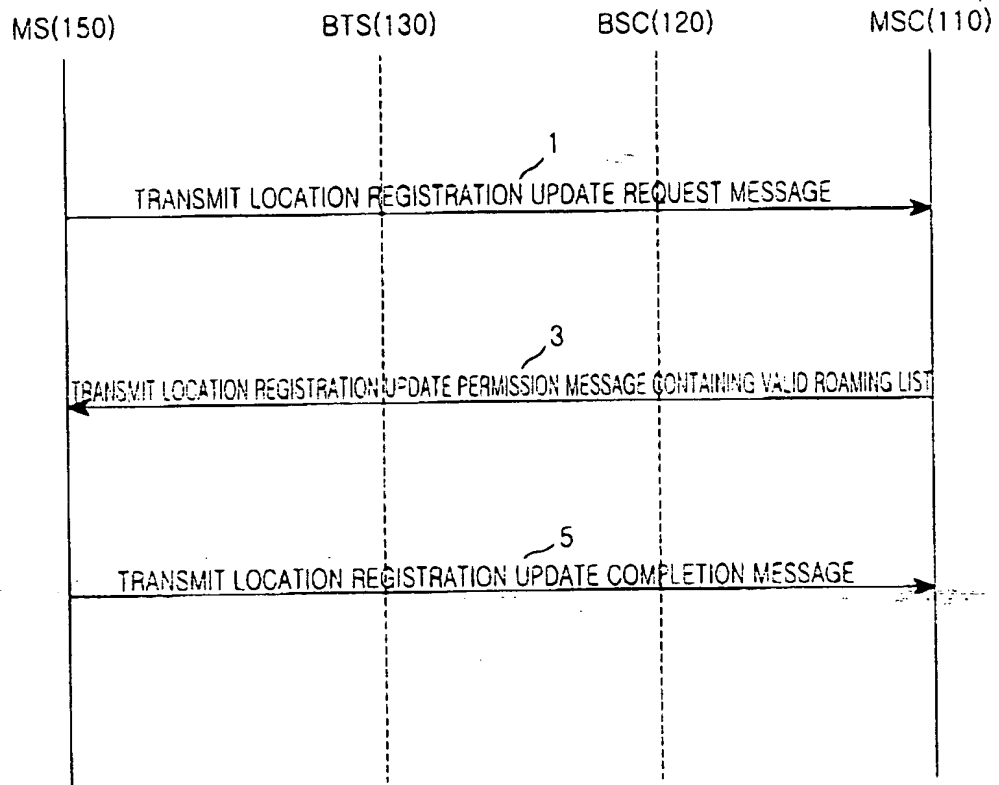 MS(150) BTS(130) BSC(120) MSC(110)
1
TRANSMIT LOCATION REGISTRATION UPDATE REQUEST MESSAGE
3
TRANSMIT LOCATION REGISTRATION UPDATE PERMISSION MESSAGE CONTAINING VALID ROAMING LIST
5
TRANSMIT LOCATION REGISTRATION UPDATE COMPLETION MESSAGE